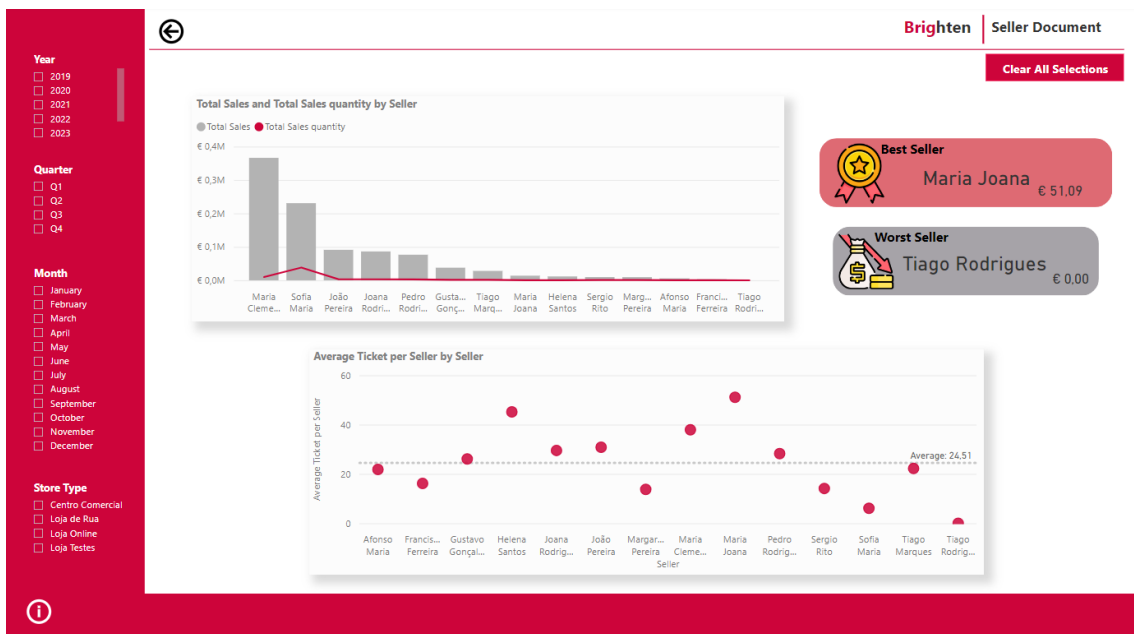 Brighten Seller Document
Clear All Selections
Year
2019
2020
2021
2022
2023
Quarter
Q1
Q2
Q3
Q4
Month
January
February
March
April
May
June
July
August
September
October
November
December
Store Type
Centro Comercial
Loja de Rua
Loja Online
Loja Testes
Total Sales and Total Sales quantity by Seller
Total Sales Total Sales quantity
€ 0,4M
€ 0,3M
€ 0,2M
€ 0,1M
€ 0,0M
Maria Sofia João Joana Pedro Gusta... Tiago Maria Helena Sergio Marg... Afonso Franci... Tiago
Cleme... Maria Pereira Rodri... Rodri... Gonç... Marq... Joana Santos Rito Pereira Maria Ferreira Rodri...
Best Seller
Maria Joana € 51,09
Worst Seller
Tiago Rodrigues € 0,00
Average Ticket per Seller by Seller
Average Ticket per Seller
60
40
20
0
Average: 24,51
Afonso Francis... Gustavo Helena Joana João Margar... Maria Maria Pedro Sergio Sofia Tiago Tiago
Maria Ferreira Gonçal... Santos Rodrig... Pereira Pereira Cleme... Joana Rodrig... Rito Maria Marques Rodrig...
Seller